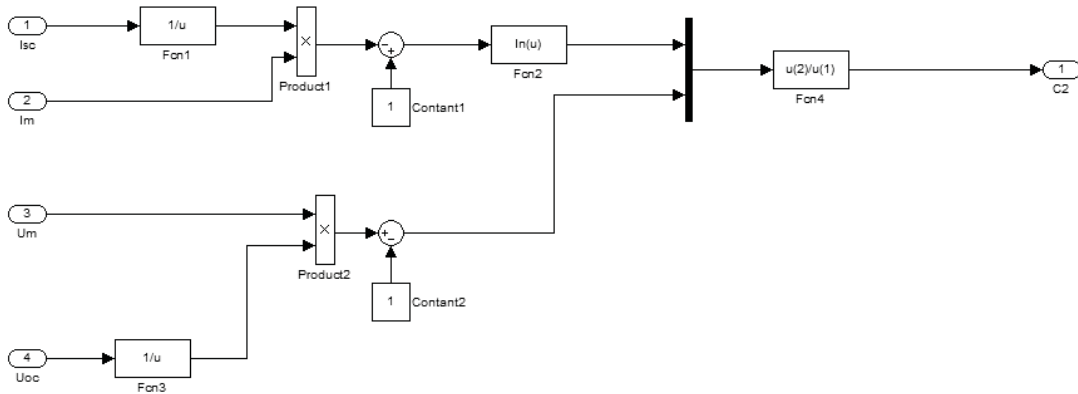 1
Isc
1/u
Fcn1
×
Product1
2
Im
- +
1
Contant1
ln(u)
Fcn2
u(2)/u(1)
Fcn4
1
C2
3
Um
×
Product2
+ -
1
Contant2
4
Uoc
1/u
Fcn3